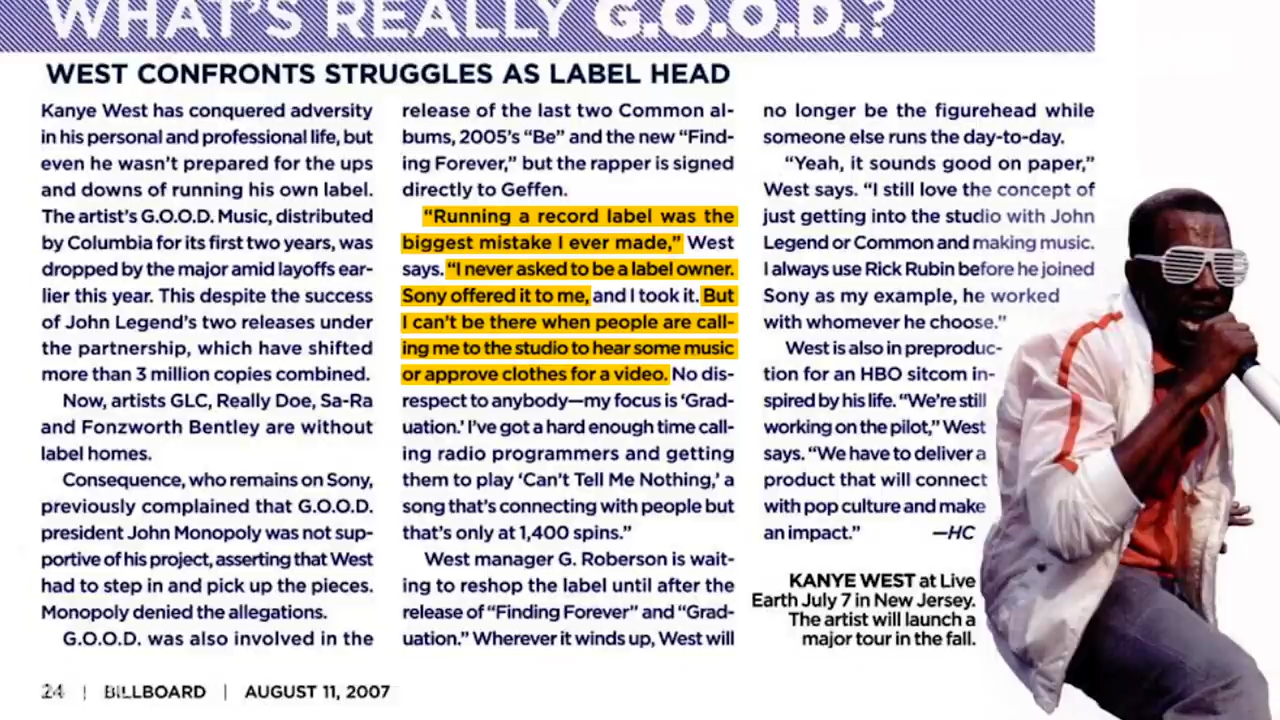 WHAT'S REALLY G.O.O.D.?
WEST CONFRONTS STRUGGLES AS LABEL HEAD
Kanye West has conquered adversity
in his personal and professional life, but
even he wasn't prepared for the ups
and downs of running his own label.
The artist's G.O.O.D. Music, distributed
by Columbia for its first two years, was
dropped by the major amid layoffs ear-
lier this year. This despite the success
of John Legend's two releases under
the partnership, which have shifted
more than 3 million copies combined.
Now, artists GLC, Really Doe, Sa-Ra
and Fonzworth Bentley are without
label homes.
Consequence, who remains on Sony,
previously complained that G.O.O.D.
president John Monopoly was not sup-
portive of his project, asserting that West
had to step in and pick up the pieces.
Monopoly denied the allegations.
G.O.O.D. was also involved in the
release of the last two Common al-
bums, 2005's "Be" and the new "Find-
ing Forever," but the rapper is signed
directly to Geffen.
"Running a record label was the
biggest mistake I ever made," West
says. "I never asked to be a label owner.
Sony offered it to me, and I took it. But
I can't be there when people are call-
ing me to the studio to hear some music
or approve clothes for a video. No dis-
respect to anybody—my focus is 'Grad-
uation.' I've got a hard enough time call-
ing radio programmers and getting
them to play 'Can't Tell Me Nothing,' a
song that's connecting with people but
that's only at 1,400 spins."
West manager G. Roberson is wait-
ing to reshop the label until after the
release of "Finding Forever" and "Grad-
uation." Wherever it winds up, West will
no longer be the figurehead while
someone else runs the day-to-day.
"Yeah, it sounds good on paper,"
West says. "I still love the concept of
just getting into the studio with John
Legend or Common and making music.
I always use Rick Rubin before he joined
Sony as my example, he worked
with whomever he choose."
West is also in preproduc-
tion for an HBO sitcom in-
spired by his life. "We're still
working on the pilot," West
says. "We have to deliver a
product that will connect
with pop culture and make
an impact." —HC
KANYE WEST at Live
Earth July 7 in New Jersey.
The artist will launch a
major tour in the fall.
24 | BILLBOARD | AUGUST 11, 2007